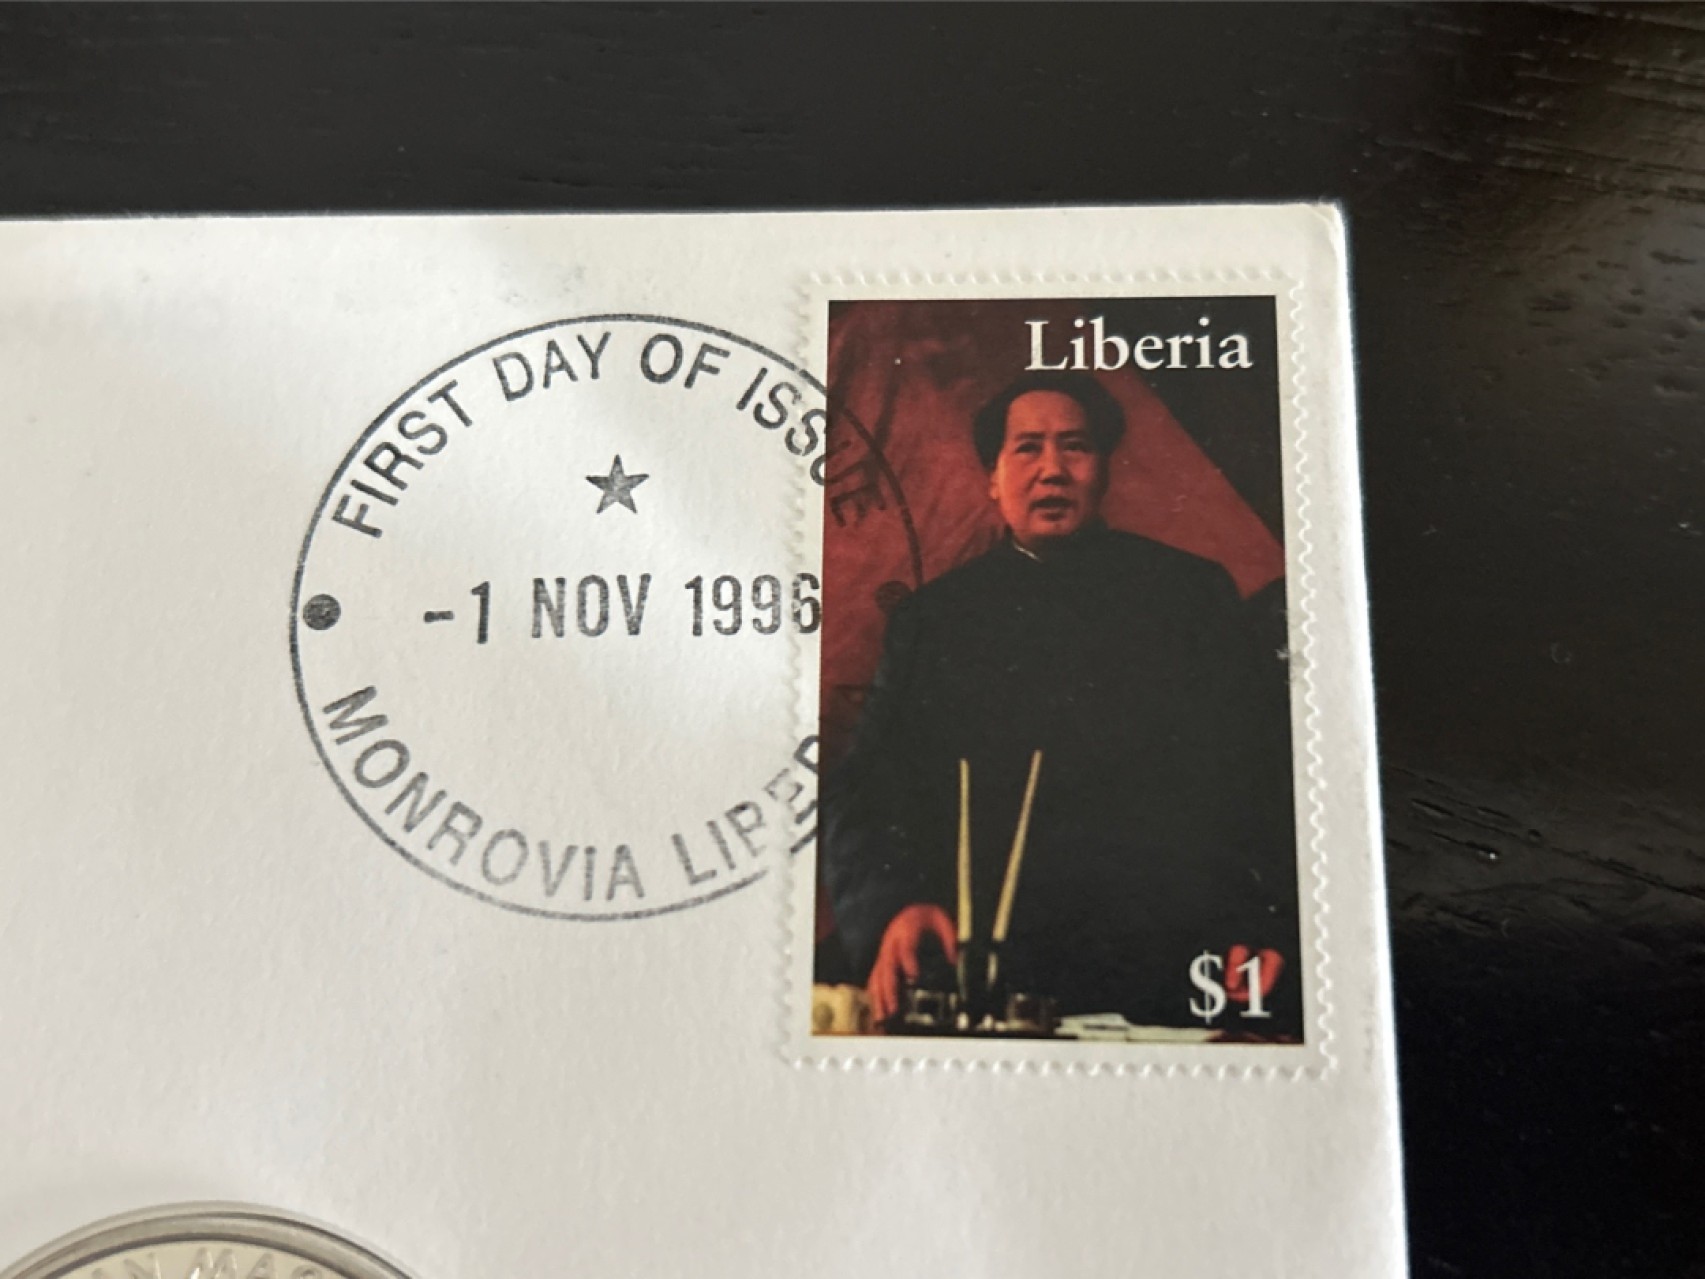 FIRST DAY OF ISSUE
-1 NOV 1996
MONROVIA
Liberia
$1